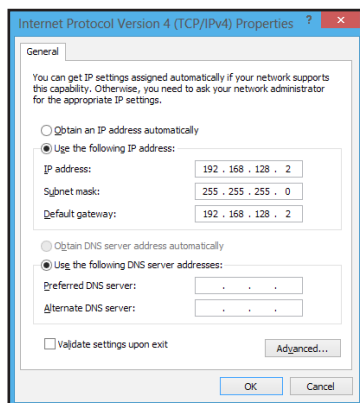 Internet Protocol Version 4 (TCP/IPv4) Properties ? ×
General
You can get IP settings assigned automatically if your network supports
this capability. Otherwise, you need to ask your network administrator
for the appropriate IP settings.
Obtain an IP address automatically
Use the following IP address:
IP address: 192 . 168 . 128 . 2
Subnet mask: 255 . 255 . 255 . 0
Default gateway: 192 . 168 . 128 . 2
Obtain DNS server address automatically
Use the following DNS server addresses:
Preferred DNS server: . . .
Alternate DNS server: . . .
Validate settings upon exit
Advanced...
OK Cancel